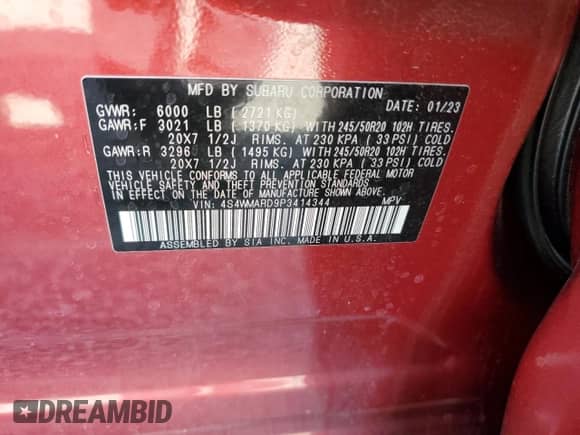 MFD BY SUBARU CORPORATION
GVWR: 6000 LB ( 2721 KG) DATE: 01/23
GAWR:F 3021 LB ( 1370 KG) WITH 245/50R20 102H TIRES.
20X7 1/2J RIMS. AT 230 KPA ( 33 PSI) COLD
GAWR:R 3296 LB ( 1495 KG) WITH 245/50R20 102H TIRES.
20X7 1/2J RIMS. AT 230 KPA ( 33 PSI) COLD
THIS VEHICLE CONFORMS TO ALL APPLICABLE FEDERAL MOTOR
VEHICLE SAFETY AND THEFT PREVENTION STANDARDS
IN EFFECT ON THE DATE OF MANUFACTURE SHOWN ABOVE.
VIN: 4S4WMARD9P3414344 MPV
ASSEMBLED BY SIA INC. MADE IN U.S.A.
DREAMBID